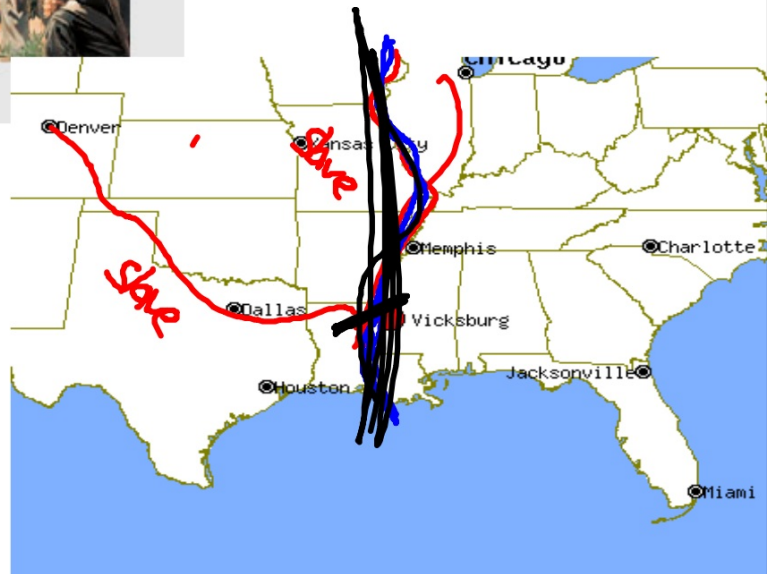 Chicago
Denver
Kansas City
Slave
Memphis
Charlotte
Slave
Dallas
Vicksburg
Jacksonville
Houston
Miami